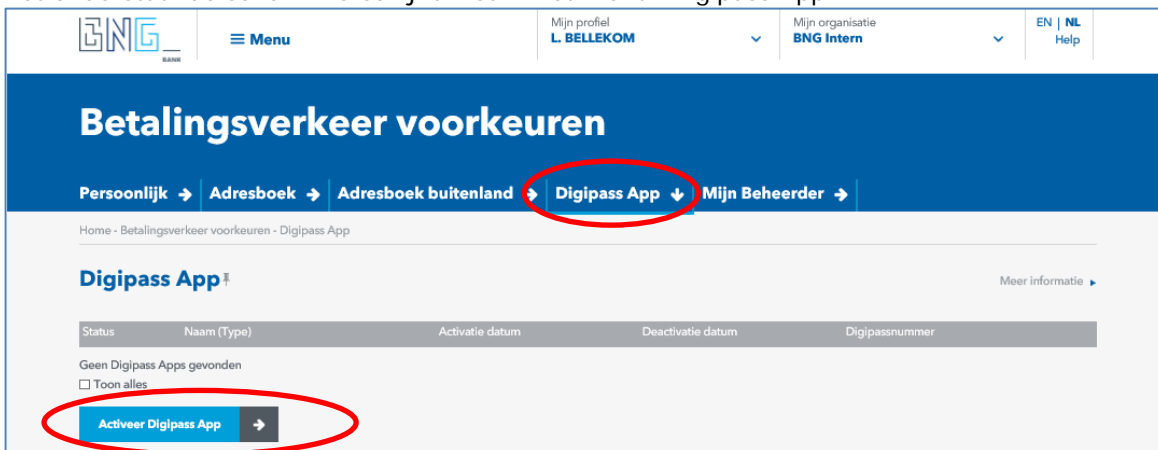 Mijn profiel Mijn organisatie EN | NL
BNG BANK ≡ Menu L. BELLEKOM BNG Intern Help
Betalingsverkeer voorkeuren
Persoonlijk → Adresboek → Adresboek buitenland → Digipass App ↓ Mijn Beheerder →
Home - Betalingsverkeer voorkeuren - Digipass App
Digipass App Meer informatie ▸
Status Naam (Type) Activatie datum Deactivatie datum Digipassnummer
Geen Digipass Apps gevonden
☐ Toon alles
Activeer Digipass App →